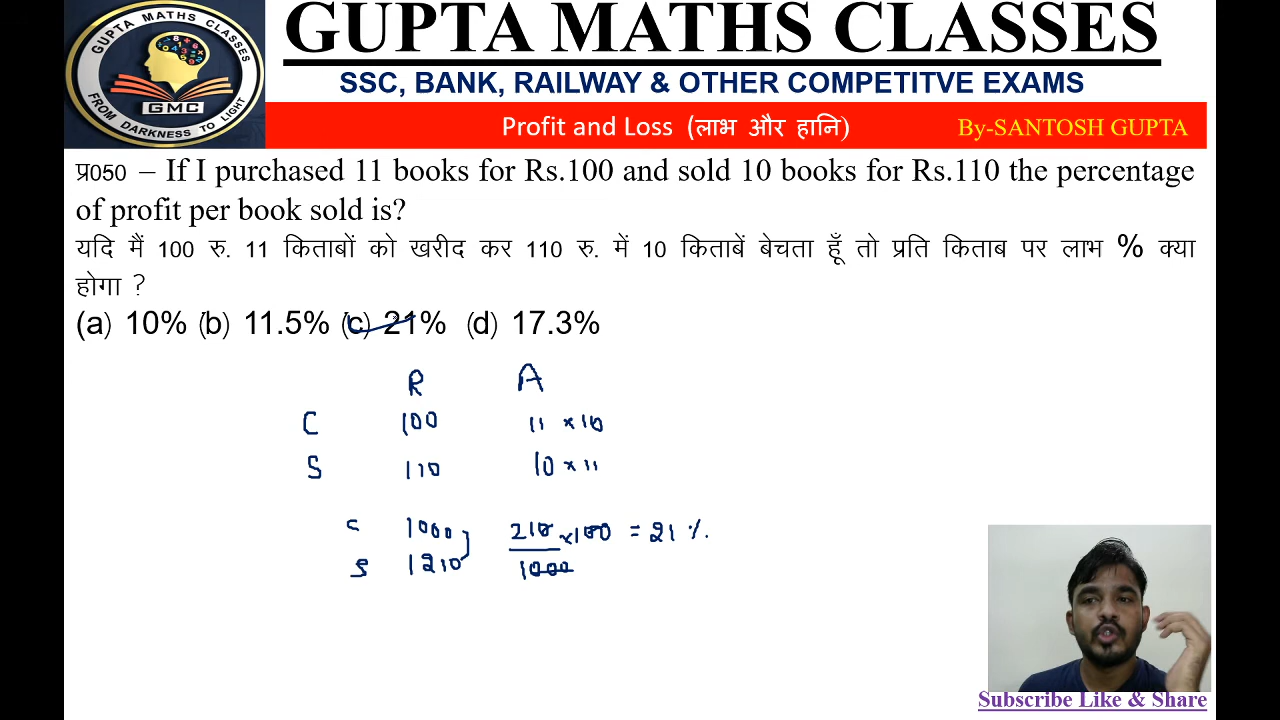 GUPTA MATHS CLASSES
FROM DARKNESS TO LIGHT
GMC
GUPTA MATHS CLASSES
SSC, BANK, RAILWAY & OTHER COMPETITVE EXAMS
Profit and Loss (लाभ और हानि) By-SANTOSH GUPTA
प्र050 – If I purchased 11 books for Rs.100 and sold 10 books for Rs.110 the percentage
of profit per book sold is?
यदि मैं 100 रु. 11 किताबों को खरीद कर 110 रु. में 10 किताबें बेचता हूँ तो प्रति किताब पर लाभ % क्या
होगा ?
(a) 10% (b) 11.5% (c) 21% (d) 17.3%
R A
C 100 11 × 10
S 110 10 × 11
C 1000 210 × 100 = 21 %
S 1210 1000
Subscribe Like & Share